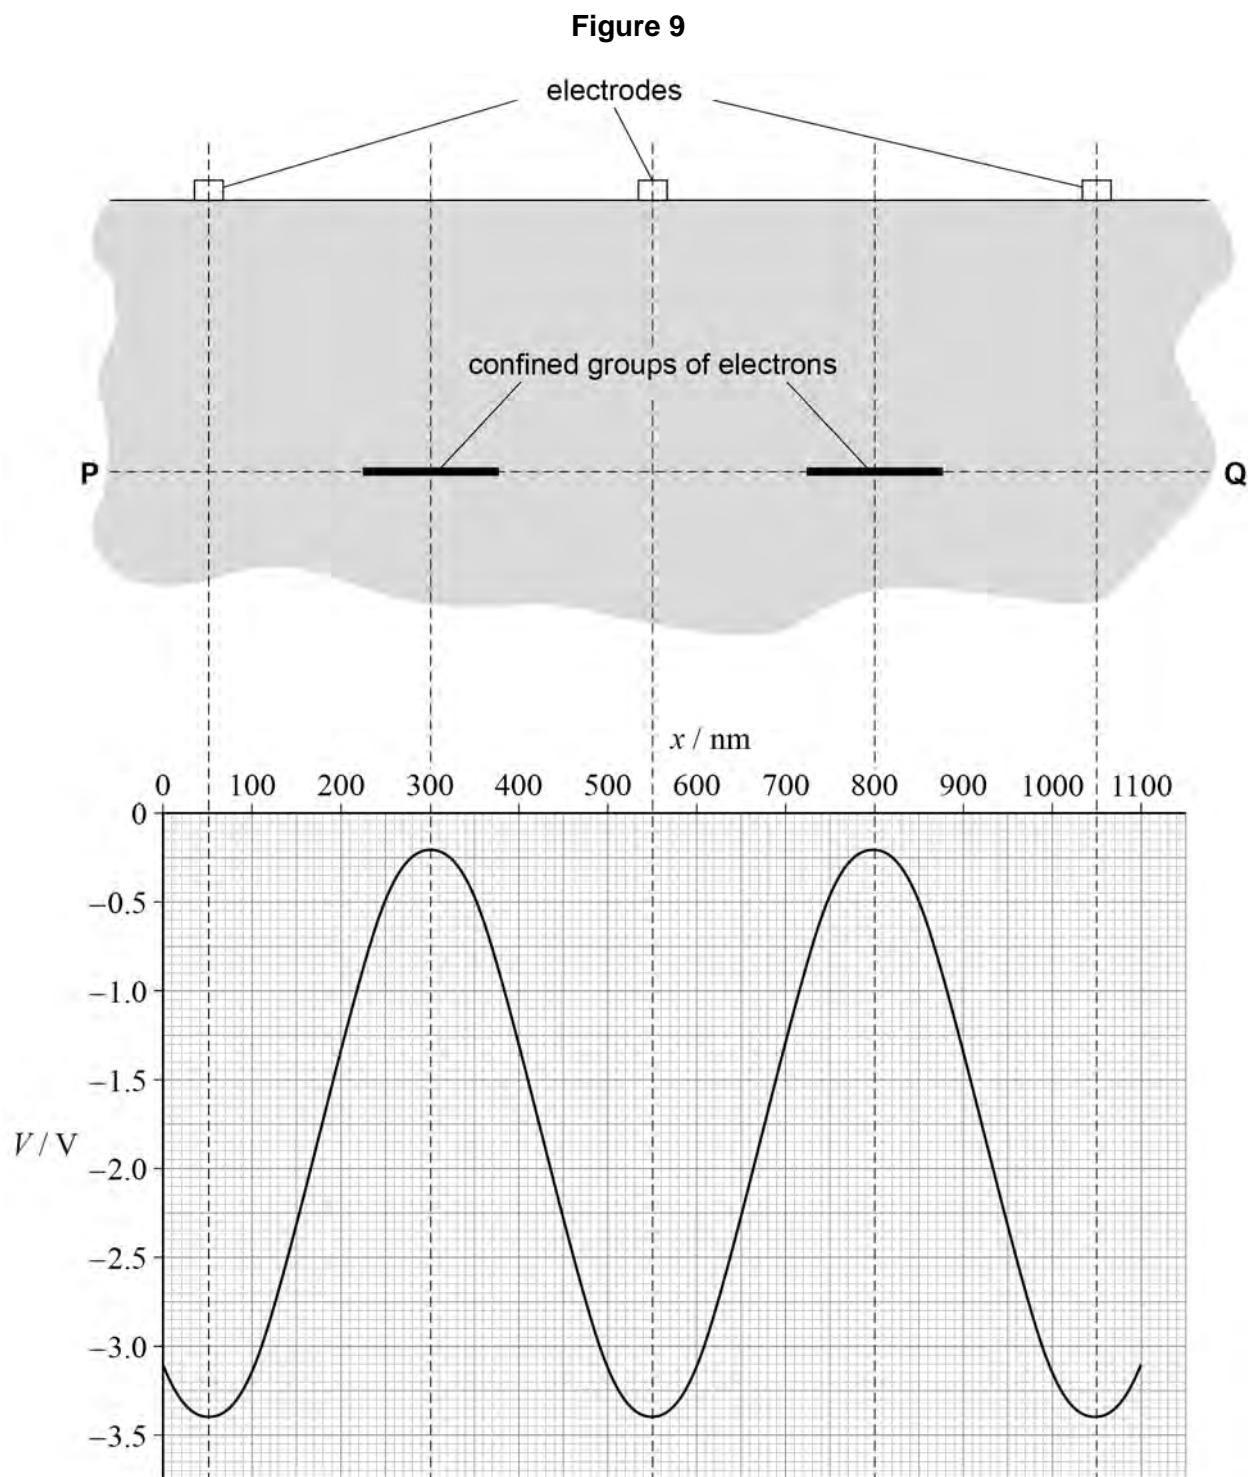 Figure 9
electrodes
confined groups of electrons
P
Q
x / nm
0 100 200 300 400 500 600 700 800 900 1000 1100
0
−0.5
−1.0
−1.5
V / V
−2.0
−2.5
−3.0
−3.5